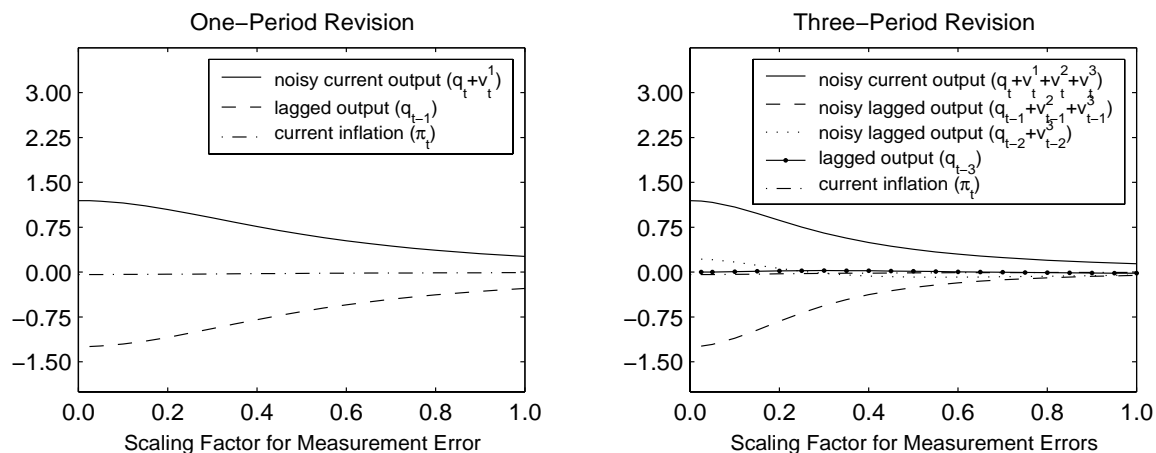 One−Period Revision
noisy current output (q_t+v_t^1)
lagged output (q_{t−1})
current inflation (π_t)
3.00
2.25
1.50
0.75
0.00
−0.75
−1.50
0.0 0.2 0.4 0.6 0.8 1.0
Scaling Factor for Measurement Error
Three−Period Revision
noisy current output (q_t+v_t^1+v_t^2+v_t^3)
noisy lagged output (q_{t−1}+v_{t−1}^2+v_{t−1}^3)
noisy lagged output (q_{t−2}+v_{t−2}^3)
lagged output (q_{t−3})
current inflation (π_t)
3.00
2.25
1.50
0.75
0.00
−0.75
−1.50
0.0 0.2 0.4 0.6 0.8 1.0
Scaling Factor for Measurement Errors